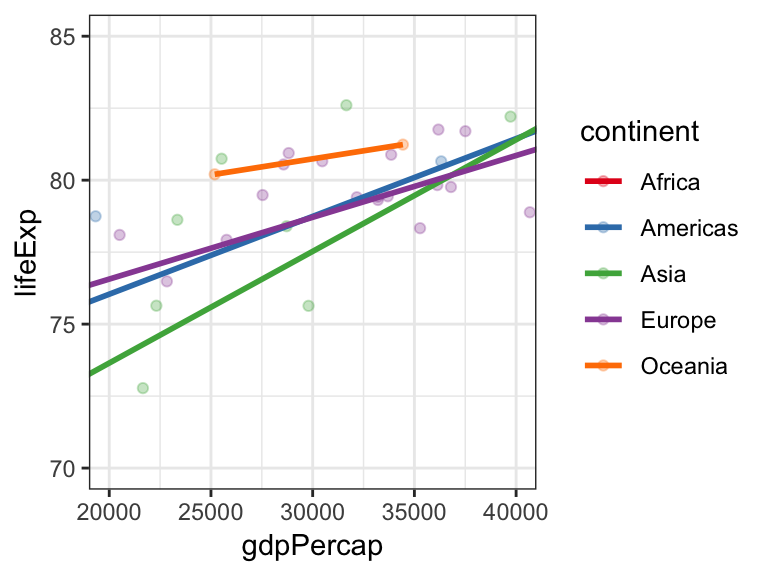 85
80
75
70
lifeExp
20000 25000 30000 35000 40000
gdpPercap
continent
Africa
Americas
Asia
Europe
Oceania